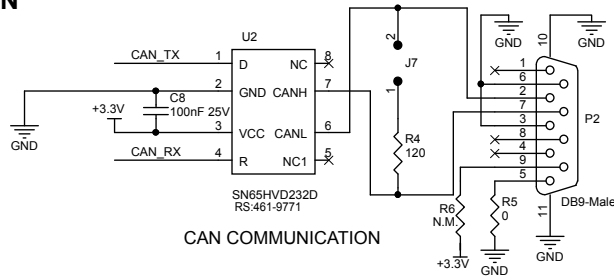 N
U2
CAN_TX
1
D
NC
8
2
GND
CANH
7
+3.3V
C8
100nF 25V
3
VCC
CANL
6
CAN_RX
4
R
NC1
5
GND
SN65HVD232D
RS:461-9771
CAN COMMUNICATION
2
J7
1
R4
120
GND
10
GND
1
6
2
7
3
8
4
9
5
P2
DB9-Male
11
R6
N.M.
+3.3V
R5
0
GND
GND